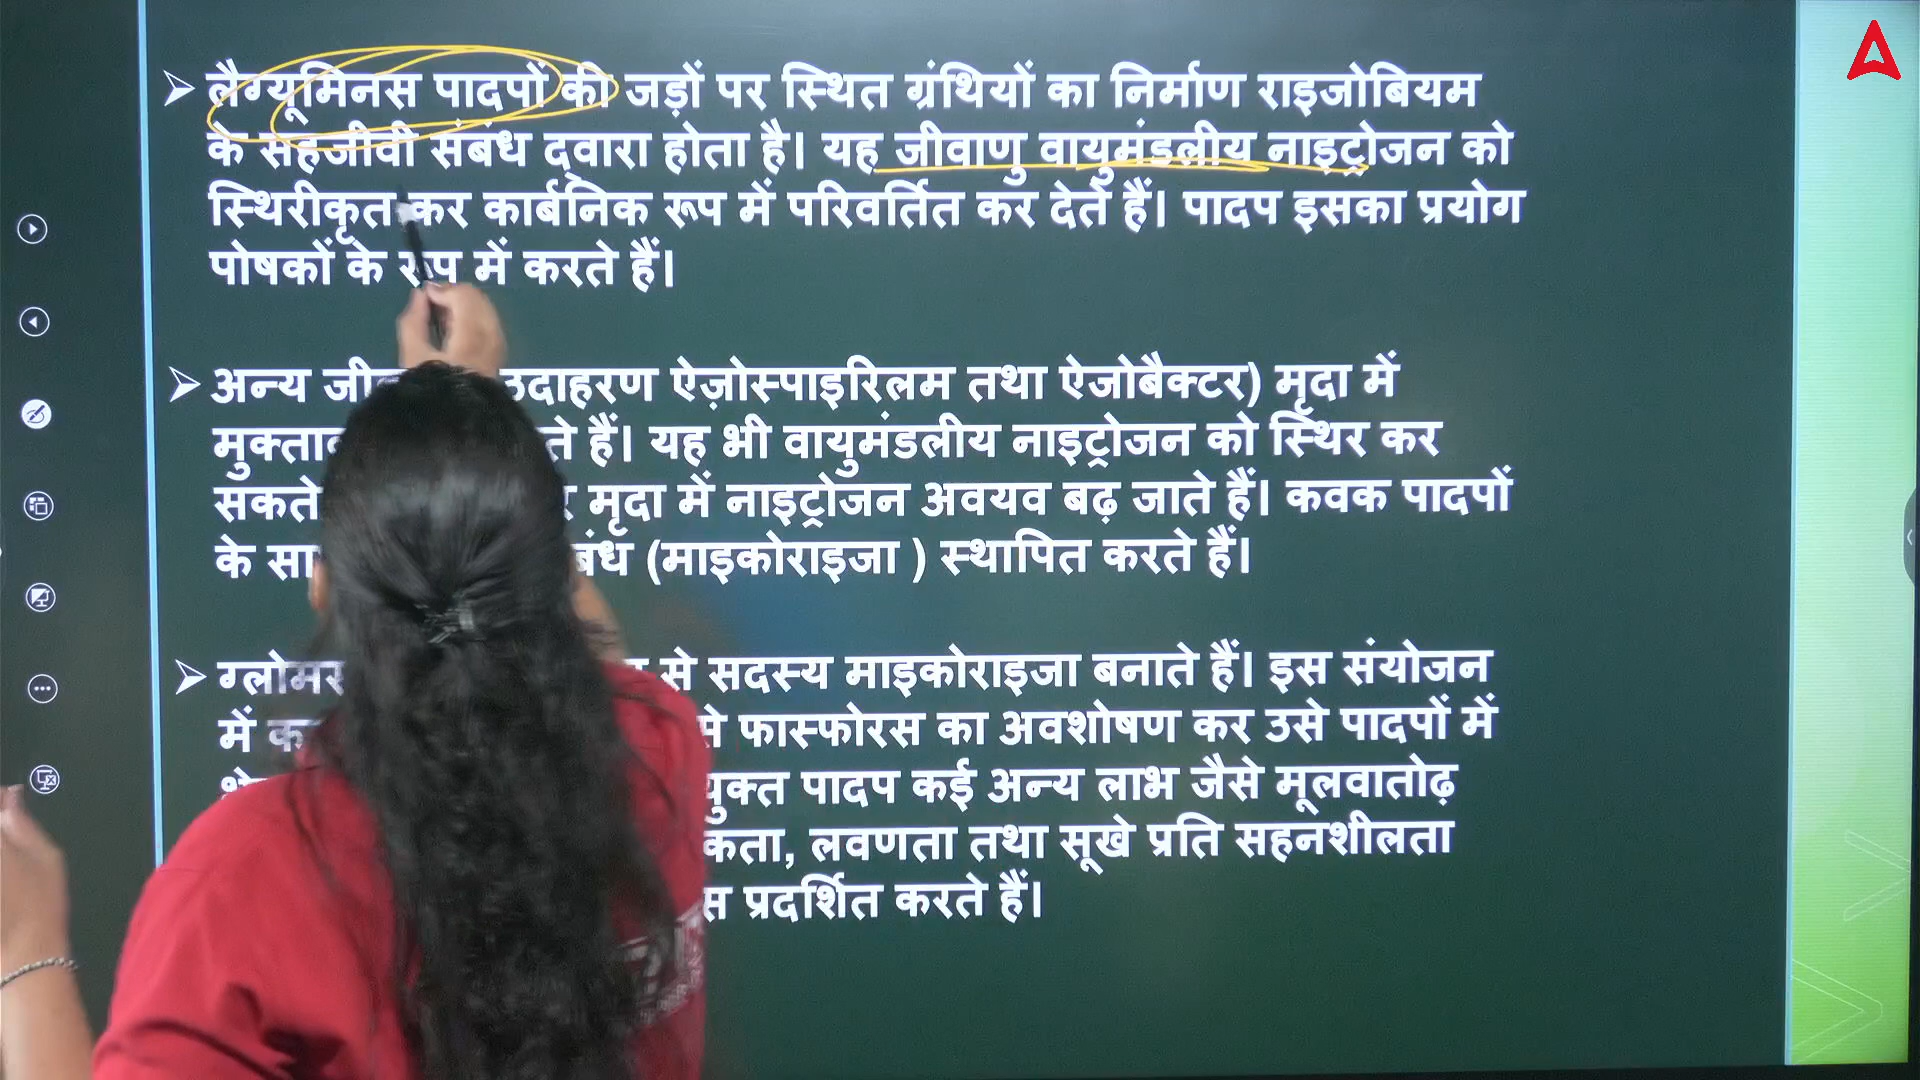 लैग्यूमिनस पादपों की जड़ों पर स्थित ग्रंथियों का निर्माण राइजोबियम
के सहजीवी संबंध द्वारा होता है। यह जीवाणु वायुमंडलीय नाइट्रोजन को
स्थिरीकृत कर कार्बनिक रूप में परिवर्तित कर देते हैं। पादप इसका प्रयोग
पोषकों के रूप में करते हैं।
अन्य उदाहरण ऐज़ोस्पाइरिलम तथा ऐजोबैक्टर) मृदा में
हैं। यह भी वायुमंडलीय नाइट्रोजन को स्थिर कर
सकते मृदा में नाइट्रोजन अवयव बढ़ जाते हैं। कवक पादपों
के (माइकोराइजा ) स्थापित करते हैं।
से सदस्य माइकोराइजा बनाते हैं। इस संयोजन
में फास्फोरस का अवशोषण कर उसे पादपों में
पादप कई अन्य लाभ जैसे मूलवातोढ़
लवणता तथा सूखे प्रति सहनशीलता
प्रदर्शित करते हैं।